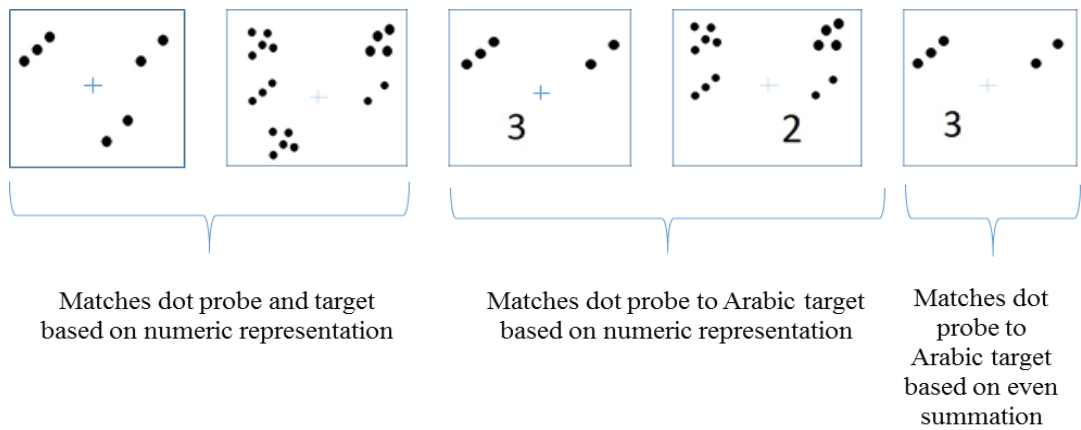 3
2
3
Matches dot probe and target
based on numeric representation
Matches dot probe to Arabic target
based on numeric representation
Matches dot
probe to
Arabic target
based on even
summation